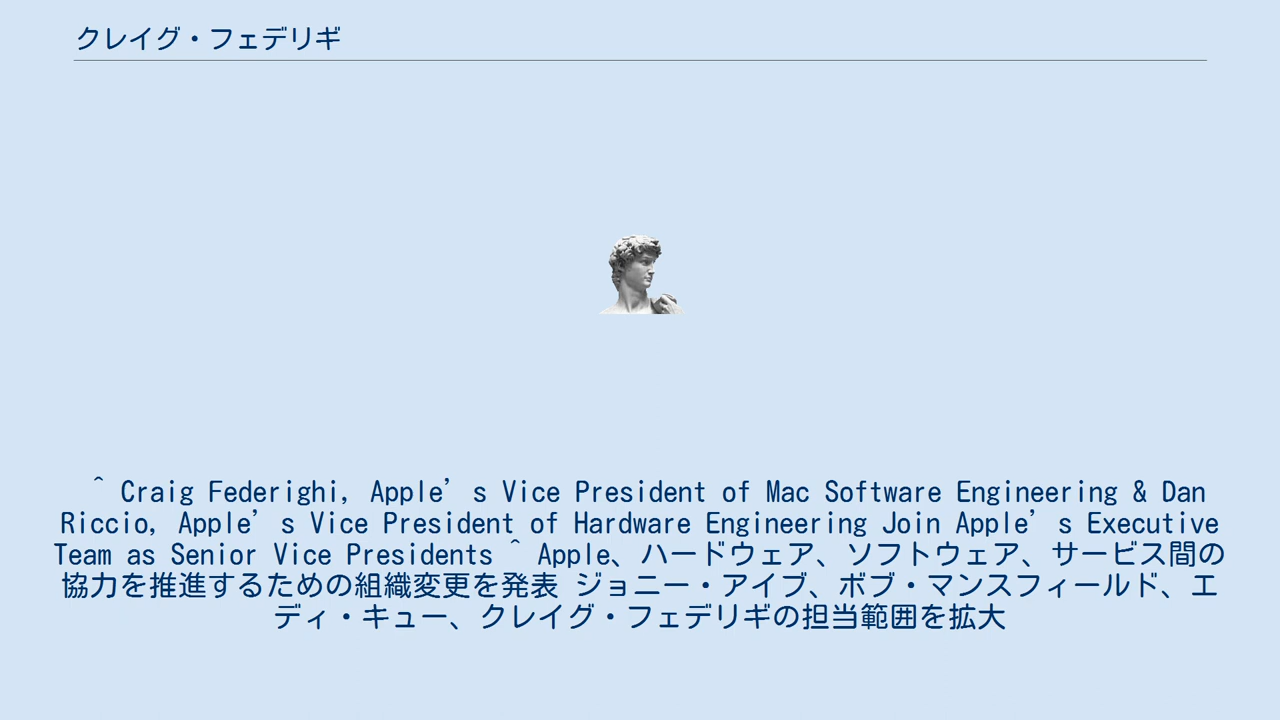 クレイグ・フェデリギ
^ Craig Federighi, Apple’s Vice President of Mac Software Engineering & Dan
Riccio, Apple’s Vice President of Hardware Engineering Join Apple’s Executive
Team as Senior Vice Presidents ^ Apple、ハードウェア、ソフトウェア、サービス間の
協力を推進するための組織変更を発表 ジョニー・アイブ、ボブ・マンスフィールド、エ
ディ・キュー、クレイグ・フェデリギの担当範囲を拡大